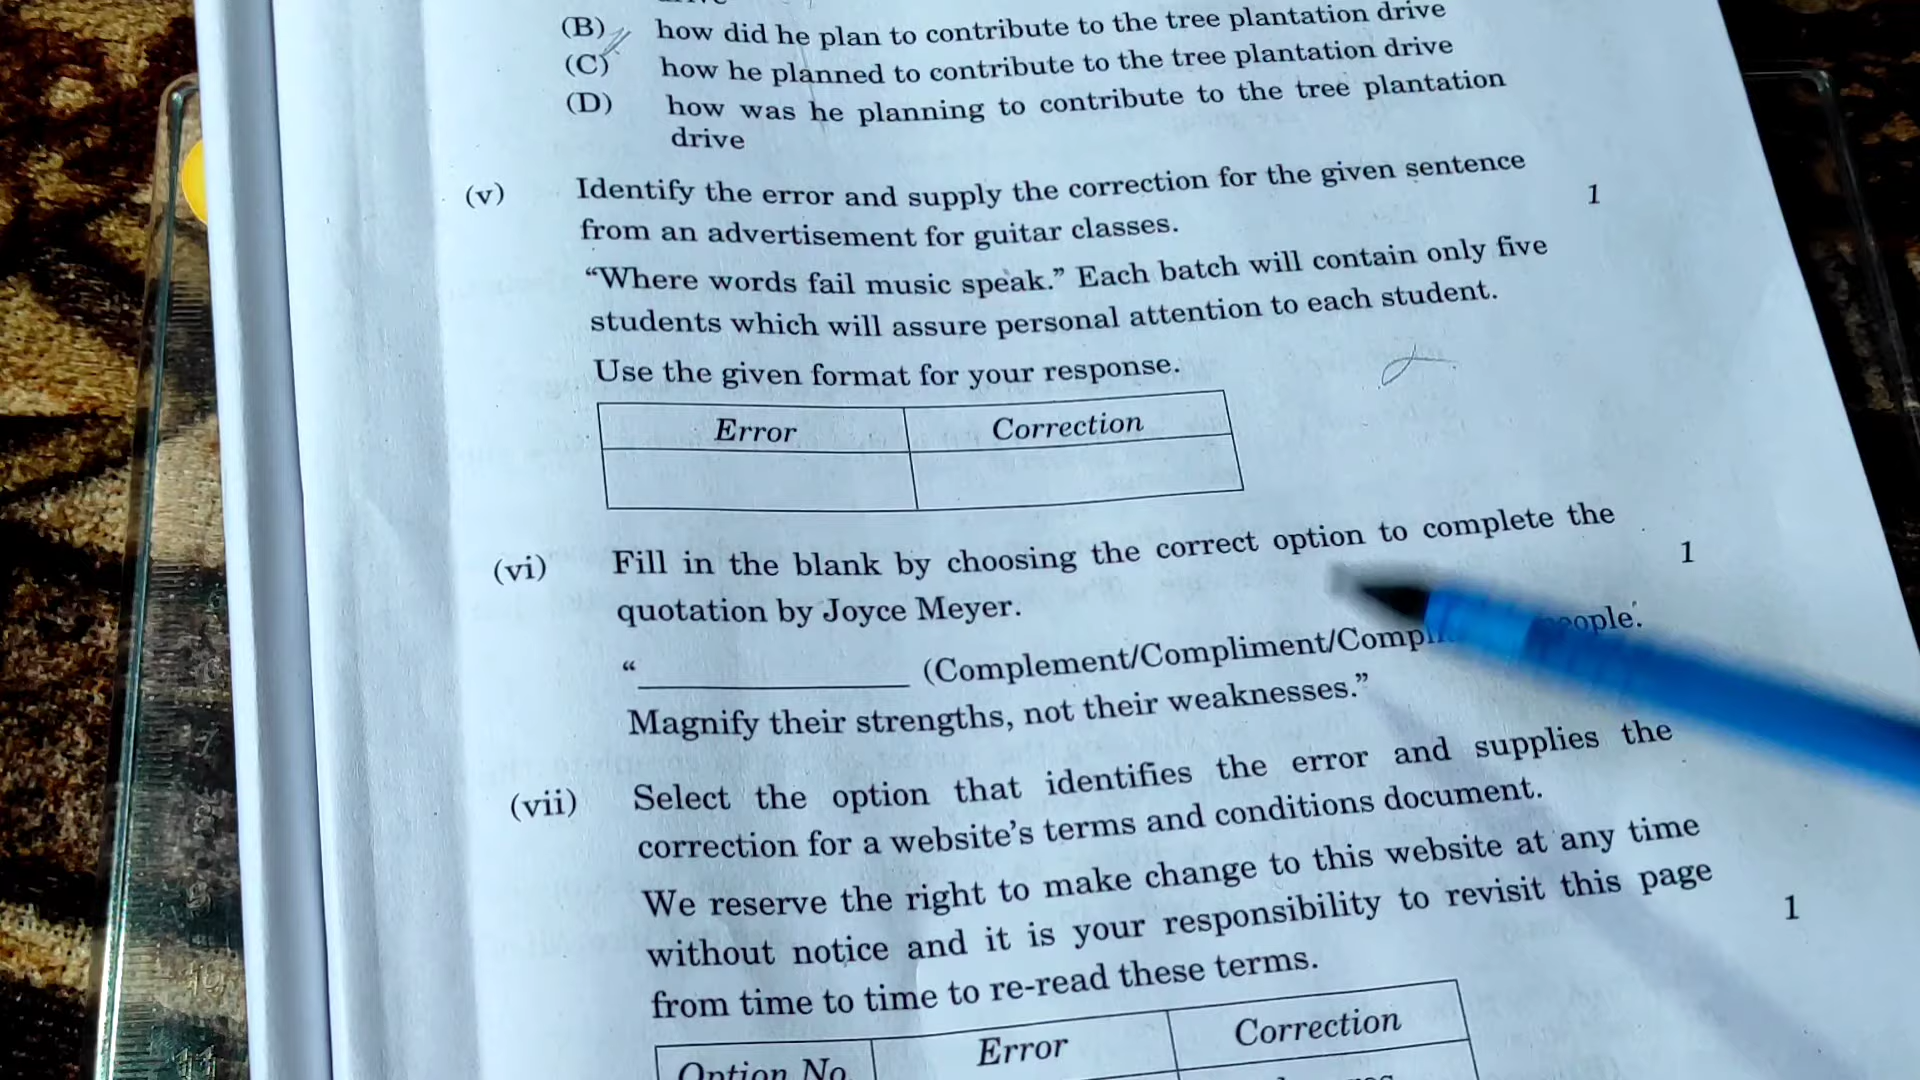 (B) how did he plan to contribute to the tree plantation drive
(C) how he planned to contribute to the tree plantation drive
(D) how was he planning to contribute to the tree plantation
drive
(v) Identify the error and supply the correction for the given sentence
from an advertisement for guitar classes. 1
“Where words fail music speak.” Each batch will contain only five
students which will assure personal attention to each student.
Use the given format for your response.
Error Correction
(vi) Fill in the blank by choosing the correct option to complete the
quotation by Joyce Meyer. 1
“____________ (Complement/Compliment/Compl
Magnify their strengths, not their weaknesses.”
(vii) Select the option that identifies the error and supplies the
correction for a website’s terms and conditions document.
We reserve the right to make change to this website at any time
without notice and it is your responsibility to revisit this page
from time to time to re-read these terms. 1
Option No. Error Correction